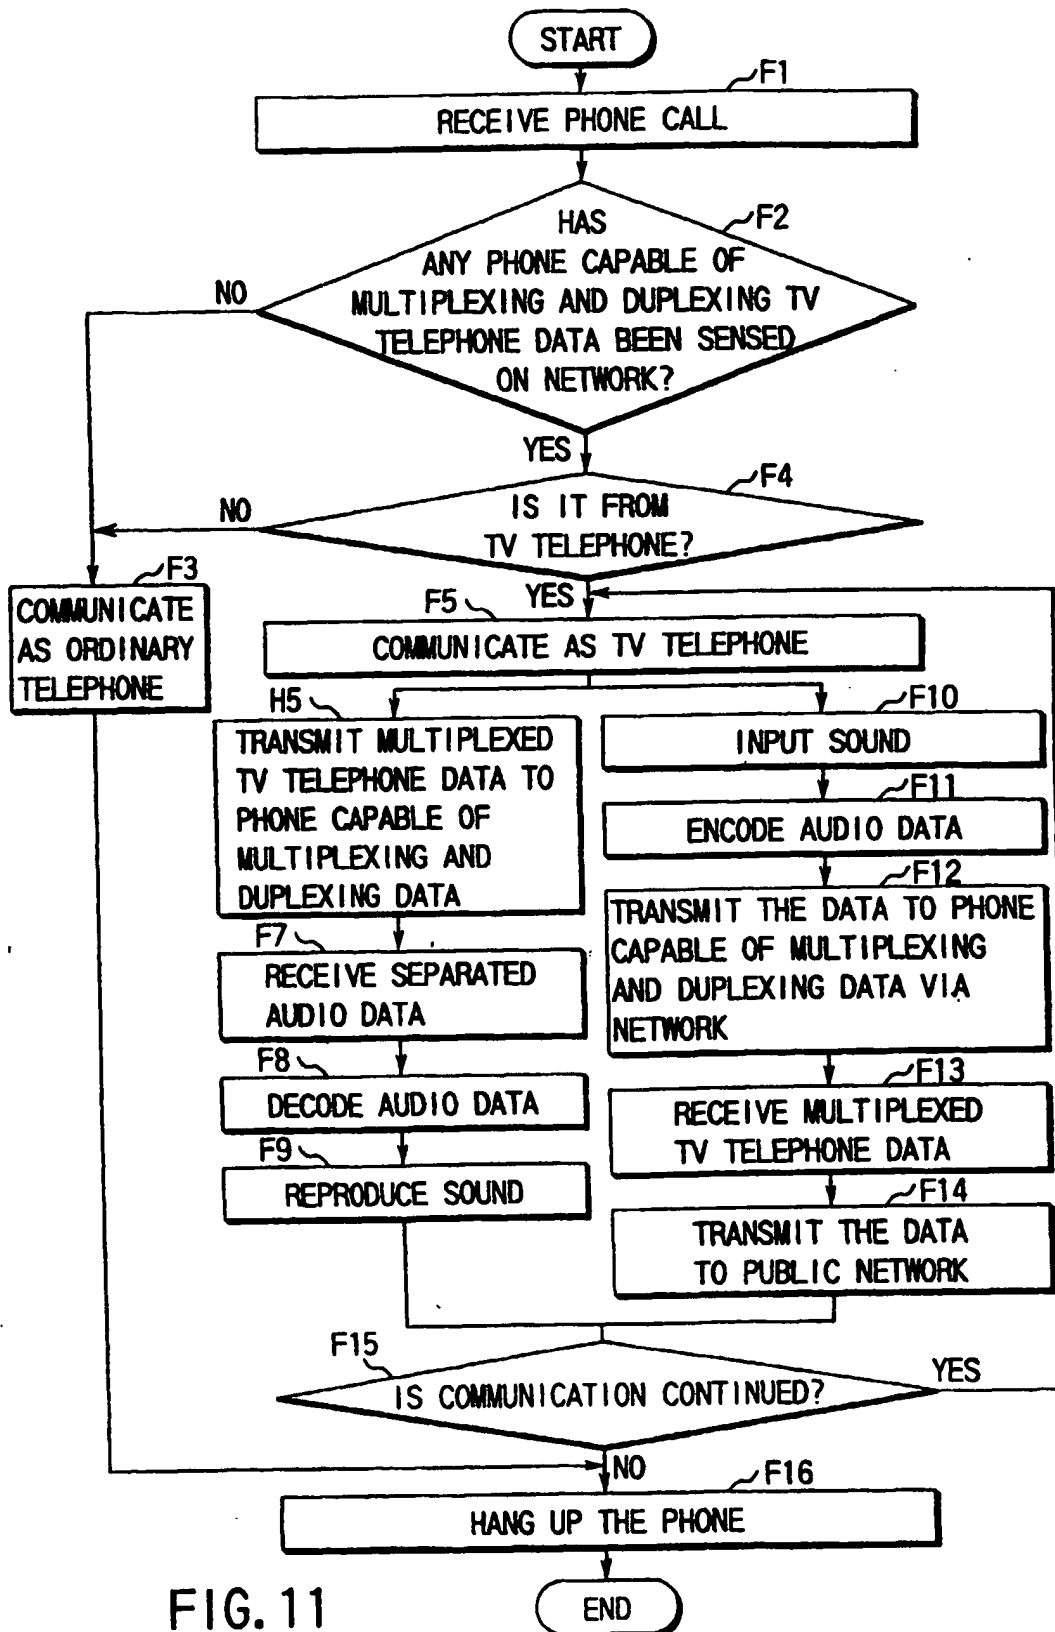 START
F1
RECEIVE PHONE CALL
F2
HAS
ANY PHONE CAPABLE OF
MULTIPLEXING AND DUPLEXING TV
TELEPHONE DATA BEEN SENSED
ON NETWORK?
NO
YES
F4
IS IT FROM
TV TELEPHONE?
NO
F3
COMMUNICATE
AS ORDINARY
TELEPHONE
YES
F5
COMMUNICATE AS TV TELEPHONE
H5
TRANSMIT MULTIPLEXED
TV TELEPHONE DATA TO
PHONE CAPABLE OF
MULTIPLEXING AND
DUPLEXING DATA
F7
RECEIVE SEPARATED
AUDIO DATA
F8
DECODE AUDIO DATA
F9
REPRODUCE SOUND
F10
INPUT SOUND
F11
ENCODE AUDIO DATA
F12
TRANSMIT THE DATA TO PHONE
CAPABLE OF MULTIPLEXING
AND DUPLEXING DATA VIA
NETWORK
F13
RECEIVE MULTIPLEXED
TV TELEPHONE DATA
F14
TRANSMIT THE DATA
TO PUBLIC NETWORK
F15
IS COMMUNICATION CONTINUED?
YES
NO
F16
HANG UP THE PHONE
END
FIG. 11